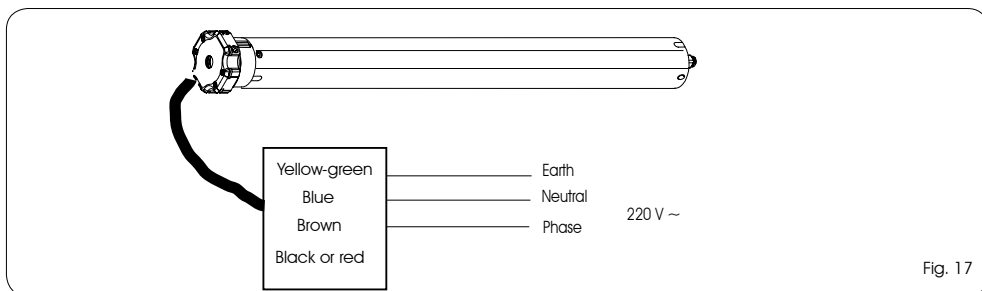 Yellow-green Earth
Blue Neutral
Brown Phase
220 V ~
Black or red
Fig. 17